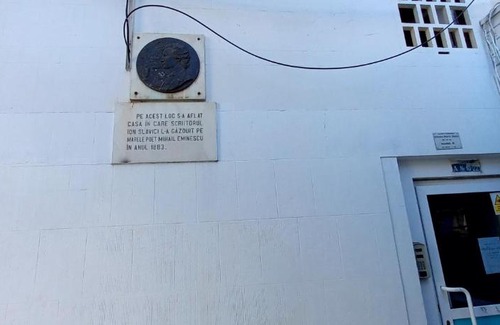 PE ACEST LOC S-A AFLAT
CASA ÎN CARE SCRIITORUL
ION SLAVICI L-A GĂZDUIT PE
MARELE POET MIHAIL EMINESCU
ÎN ANUL 1883.